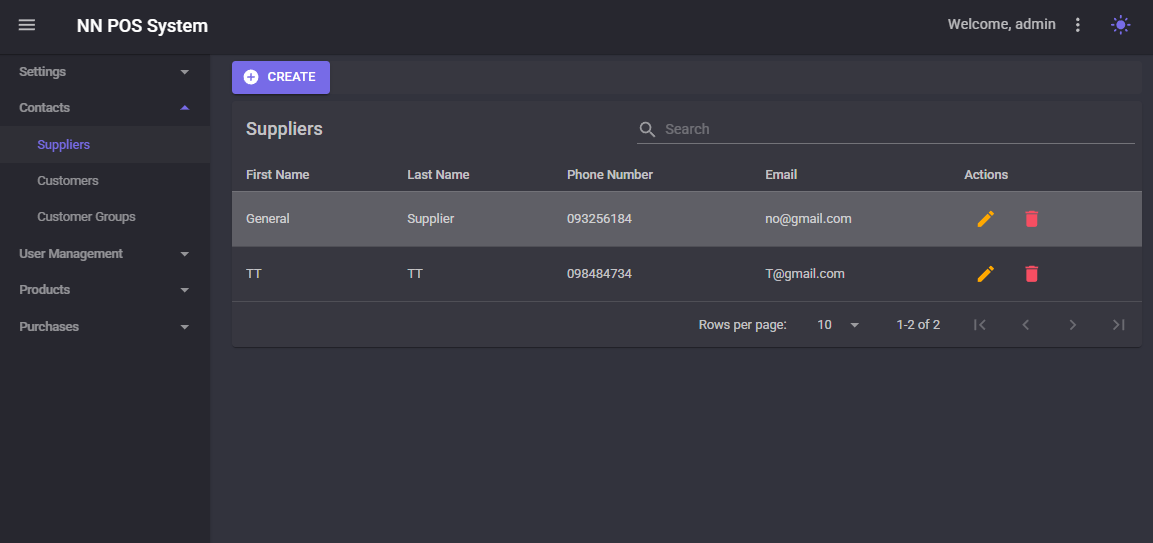 NN POS System
Welcome, admin
Settings
Contacts
Suppliers
Customers
Customer Groups
User Management
Products
Purchases
CREATE
Suppliers
Search
First Name Last Name Phone Number Email Actions
General Supplier 093256184 no@gmail.com
TT TT 098484734 T@gmail.com
Rows per page: 10 1-2 of 2